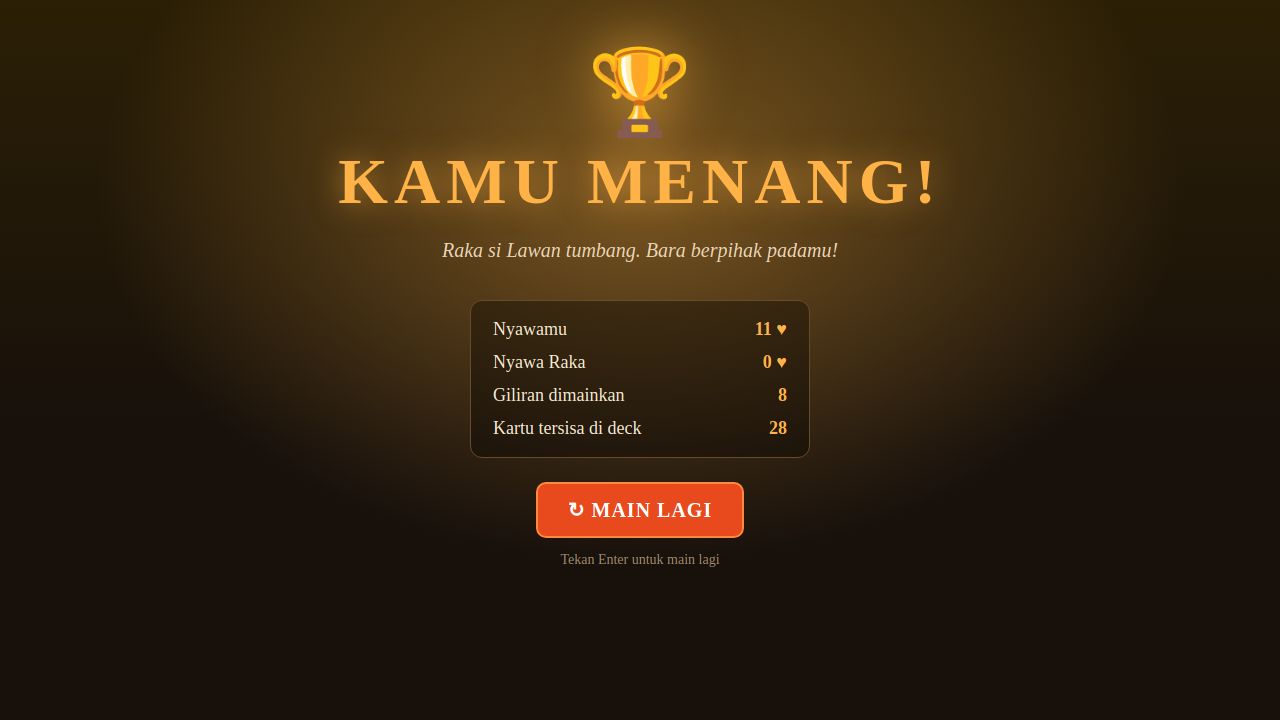 KAMU MENANG!
Raka si Lawan tumbang. Bara berpihak padamu!
Nyawamu 11 ♥
Nyawa Raka 0 ♥
Giliran dimainkan 8
Kartu tersisa di deck 28
↻ MAIN LAGI
Tekan Enter untuk main lagi